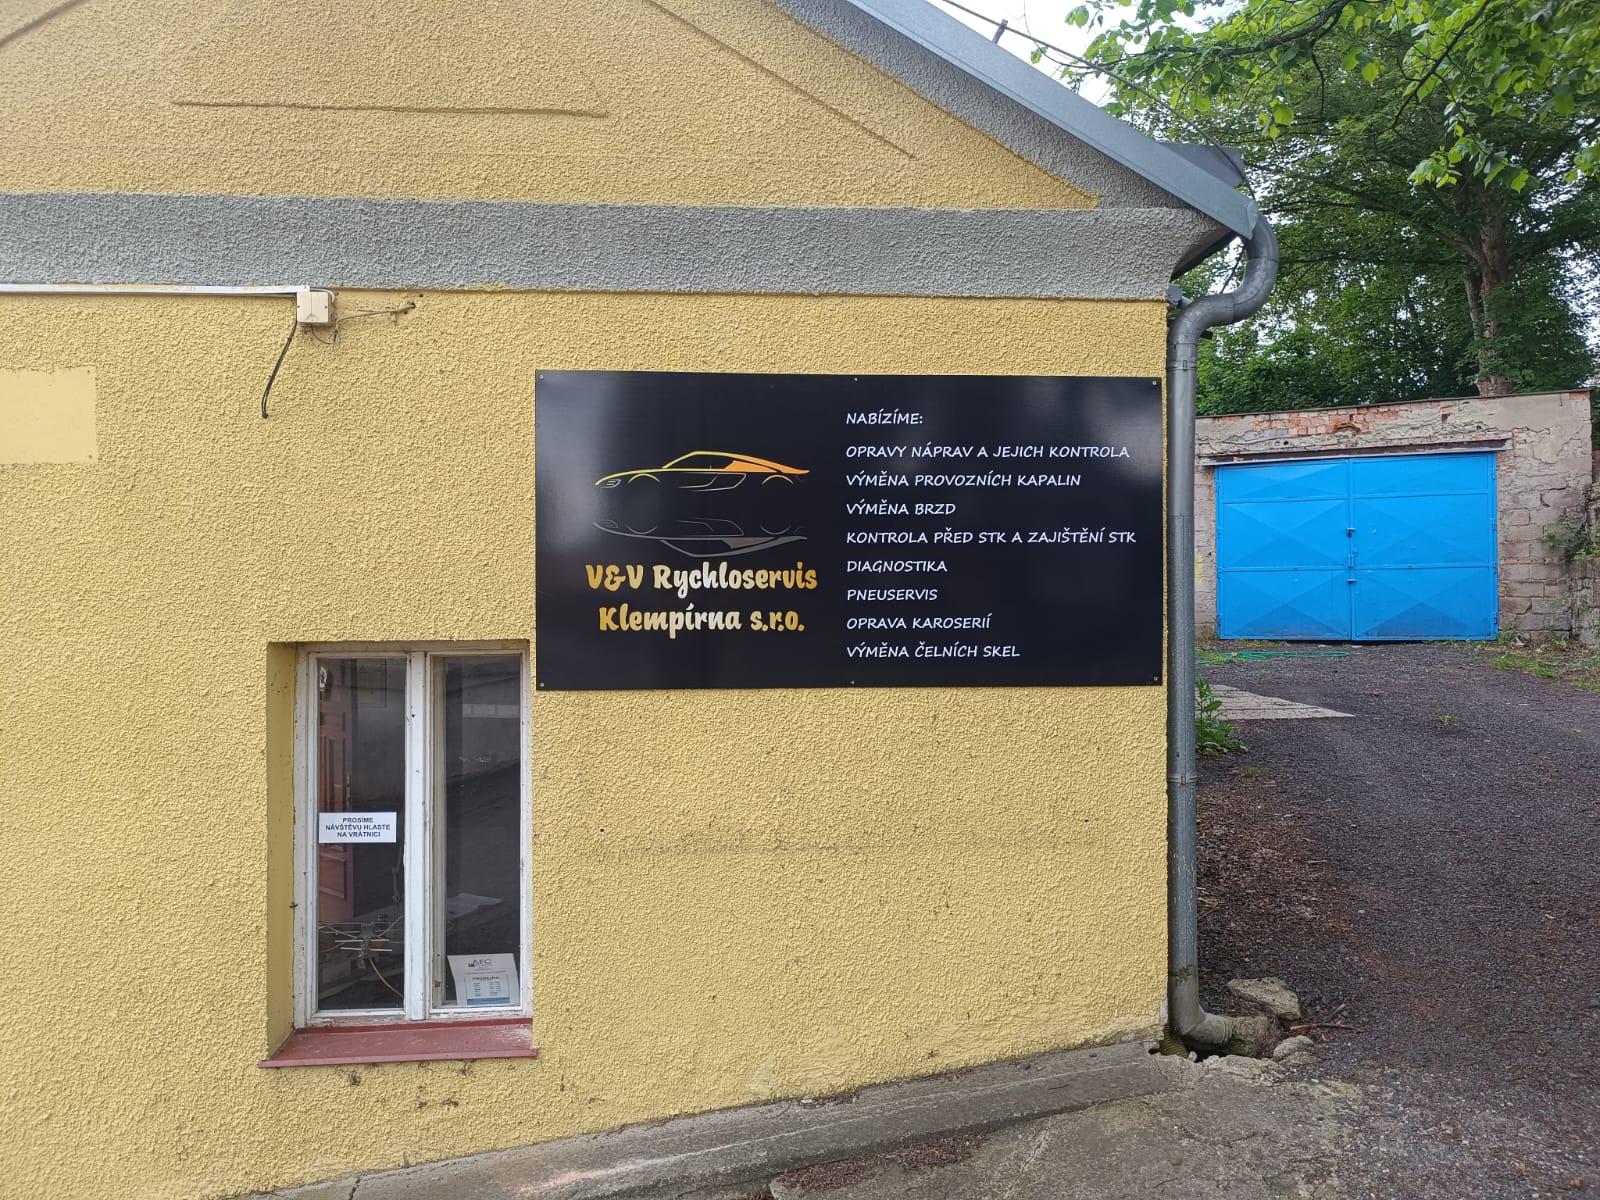 V&V Rychloservis
Klempírna s.r.o.
NABÍZÍME:
OPRAVY NÁPRAV A JEJICH KONTROLA
VÝMĚNA PROVOZNÍCH KAPALIN
VÝMĚNA BRZD
KONTROLA PŘED STK A ZAJIŠTĚNÍ STK
DIAGNOSTIKA
PNEUSERVIS
OPRAVA KAROSERIÍ
VÝMĚNA ČELNÍCH SKEL
PROSÍME
NÁVŠTĚVU HLASTE
NA VRÁTNICI
AFC